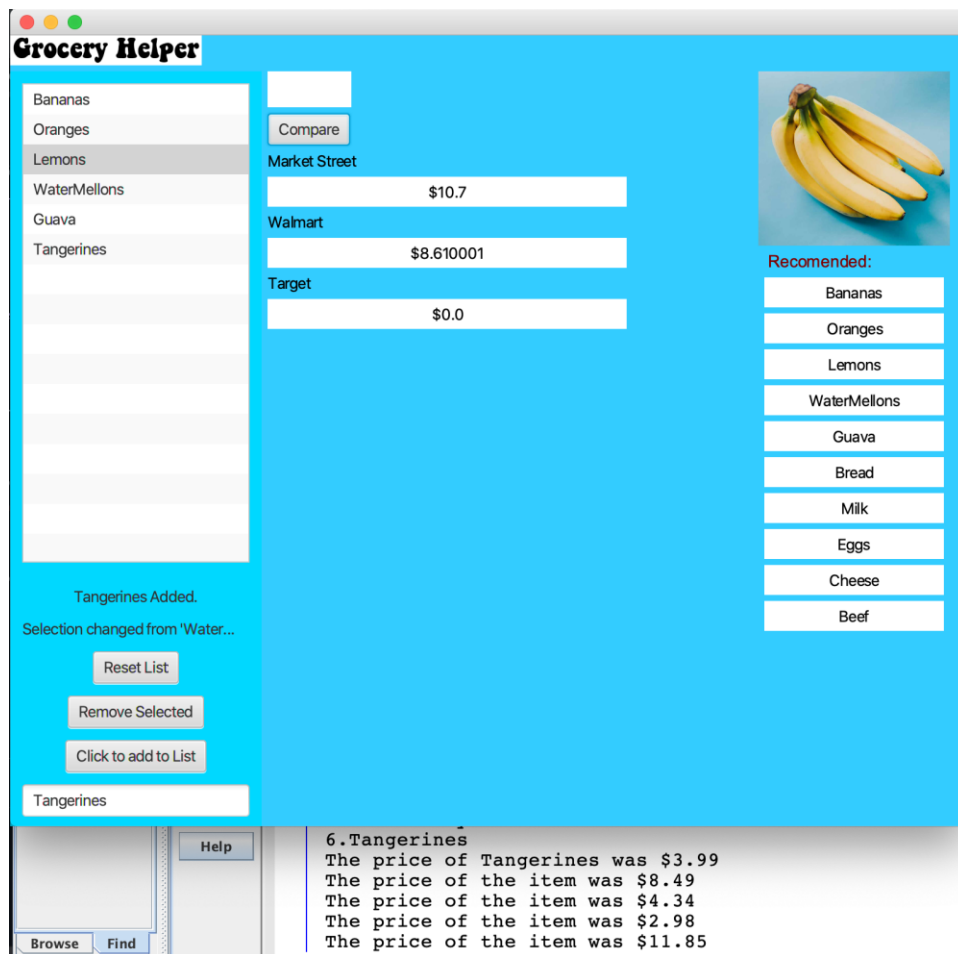 Grocery Helper
Bananas
Oranges
Lemons
WaterMellons
Guava
Tangerines
Tangerines Added.
Selection changed from 'Water...
Reset List
Remove Selected
Click to add to List
Tangerines
Compare
Market Street
$10.7
Walmart
$8.610001
Target
$0.0
Recomended:
Bananas
Oranges
Lemons
WaterMellons
Guava
Bread
Milk
Eggs
Cheese
Beef
Help
Browse Find
6.Tangerines
The price of Tangerines was $3.99
The price of the item was $8.49
The price of the item was $4.34
The price of the item was $2.98
The price of the item was $11.85